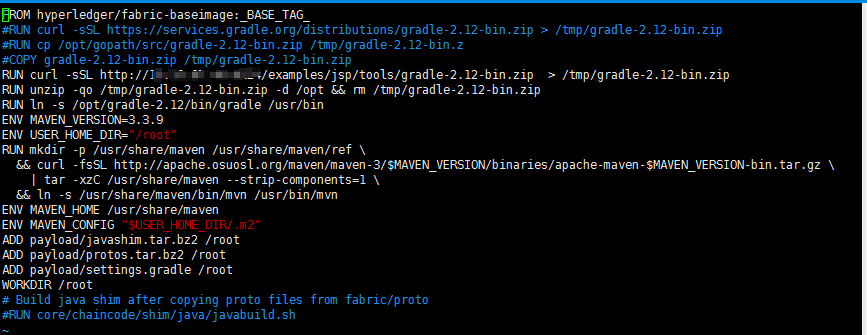 FROM hyperledger/fabric-baseimage:_BASE_TAG_
#RUN curl -sSL https://services.gradle.org/distributions/gradle-2.12-bin.zip > /tmp/gradle-2.12-bin.zip
#RUN cp /opt/gopath/src/gradle-2.12-bin.zip /tmp/gradle-2.12-bin.z
#COPY gradle-2.12-bin.zip /tmp/gradle-2.12-bin.zip
RUN curl -sSL http:// /examples/jsp/tools/gradle-2.12-bin.zip  > /tmp/gradle-2.12-bin.zip
RUN unzip -qo /tmp/gradle-2.12-bin.zip -d /opt && rm /tmp/gradle-2.12-bin.zip
RUN ln -s /opt/gradle-2.12/bin/gradle /usr/bin
ENV MAVEN_VERSION=3.3.9
ENV USER_HOME_DIR="/root"
RUN mkdir -p /usr/share/maven /usr/share/maven/ref \
  && curl -fsSL http://apache.osuosl.org/maven/maven-3/$MAVEN_VERSION/binaries/apache-maven-$MAVEN_VERSION-bin.tar.gz \
    | tar -xzC /usr/share/maven --strip-components=1 \
  && ln -s /usr/share/maven/bin/mvn /usr/bin/mvn
ENV MAVEN_HOME /usr/share/maven
ENV MAVEN_CONFIG "$USER_HOME_DIR/.m2"
ADD payload/javashim.tar.bz2 /root
ADD payload/protos.tar.bz2 /root
ADD payload/settings.gradle /root
WORKDIR /root
# Build java shim after copying proto files from fabric/proto
#RUN core/chaincode/shim/java/javabuild.sh
~